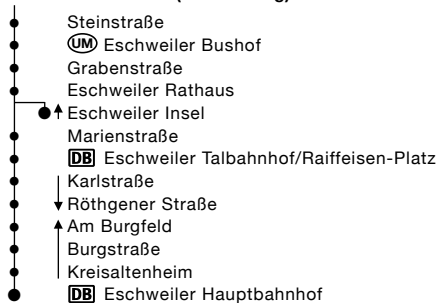 Steinstraße
UM Eschweiler Bushof
Grabenstraße
Eschweiler Rathaus
Eschweiler Insel
Marienstraße
DB Eschweiler Talbahnhof/Raiffeisen-Platz
Karlstraße
Röthgener Straße
Am Burgfeld
Burgstraße
Kreisaltenheim
DB Eschweiler Hauptbahnhof